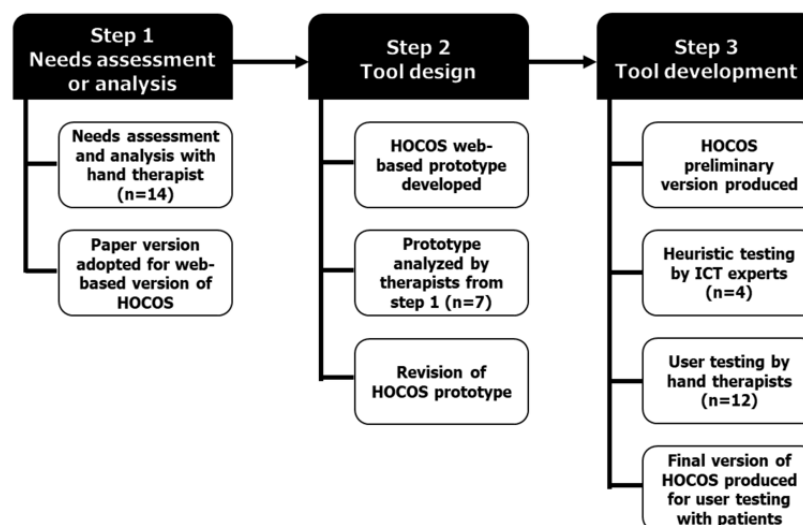 Step 1
Needs assessment
or analysis
Needs assessment
and analysis with
hand therapist
(n=14)
Paper version
adopted for web-
based version of
HOCOS
Step 2
Tool design
HOCOS web-
based prototype
developed
Prototype
analyzed by
therapists from
step 1 (n=7)
Revision of
HOCOS prototype
Step 3
Tool development
HOCOS
preliminary
version produced
Heuristic testing
by ICT experts
(n=4)
User testing by
hand therapists
(n=12)
Final version of
HOCOS produced
for user testing
with patients